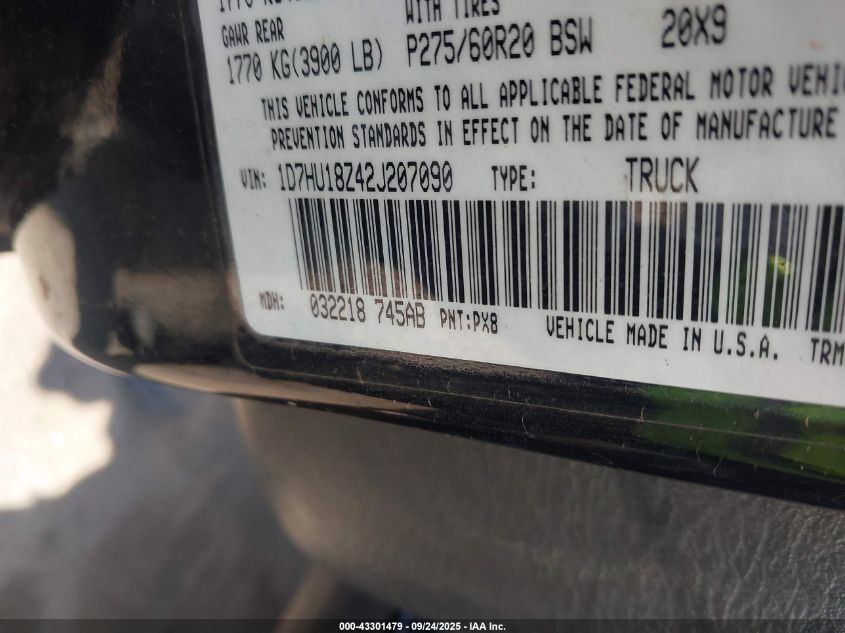 WITH TIRES
GAWR REAR
1770 KG(3900 LB) P275/60R20 BSW 20X9
THIS VEHICLE CONFORMS TO ALL APPLICABLE FEDERAL MOTOR
PREVENTION STANDARDS IN EFFECT ON THE DATE OF MANUFACTURE
VIN: 1D7HU18Z42J207090 TYPE: TRUCK
MDH: 032218 745AB PNT:PX8 VEHICLE MADE IN U.S.A. TRM
000-43301479 — 09/24/2025 — IAA Inc.